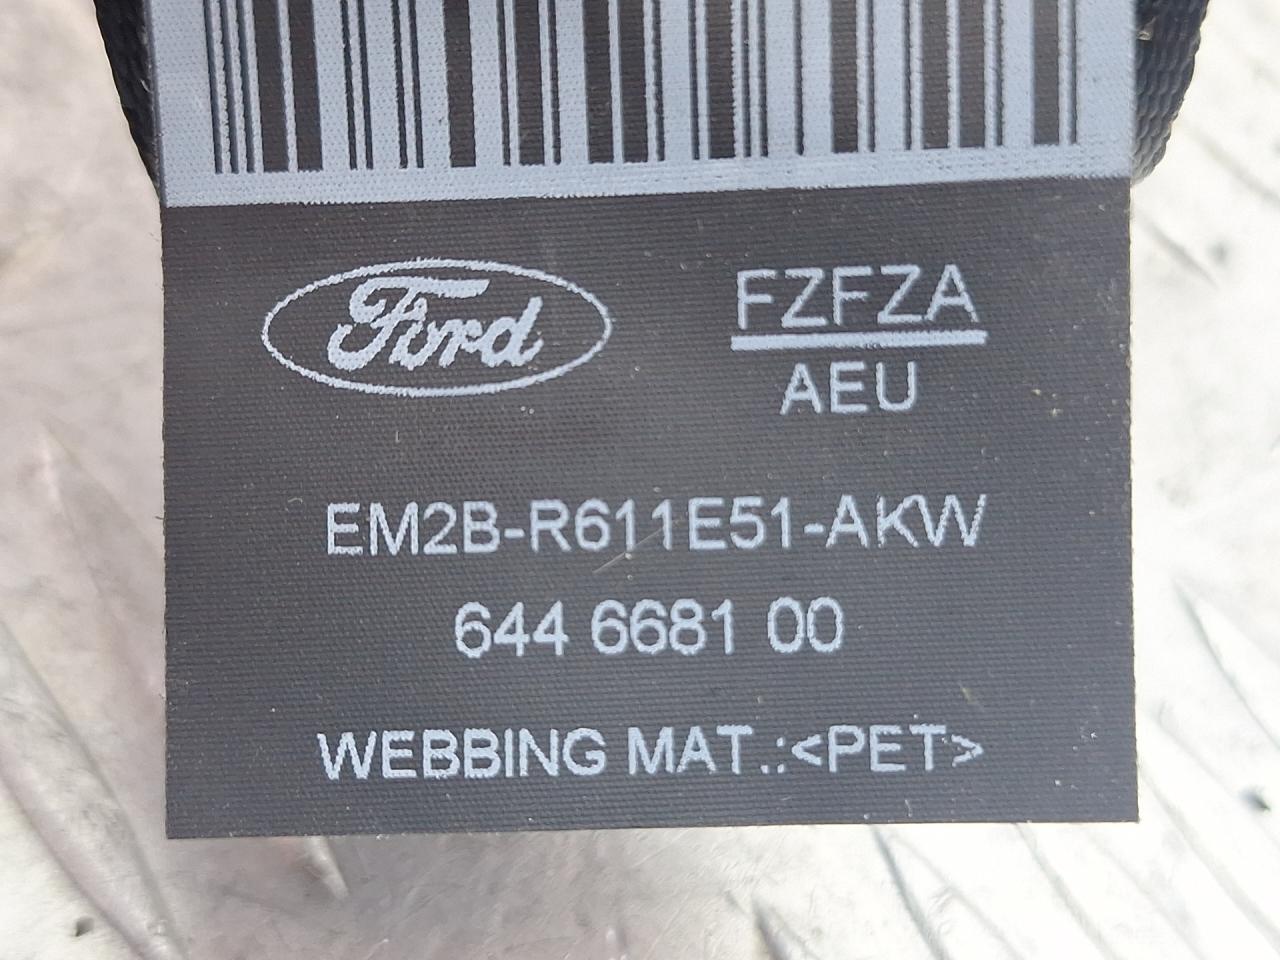 Ford
FZFZA
AEU
EM2B-R611E51-AKW
644 6681 00
WEBBING MAT.:<PET>